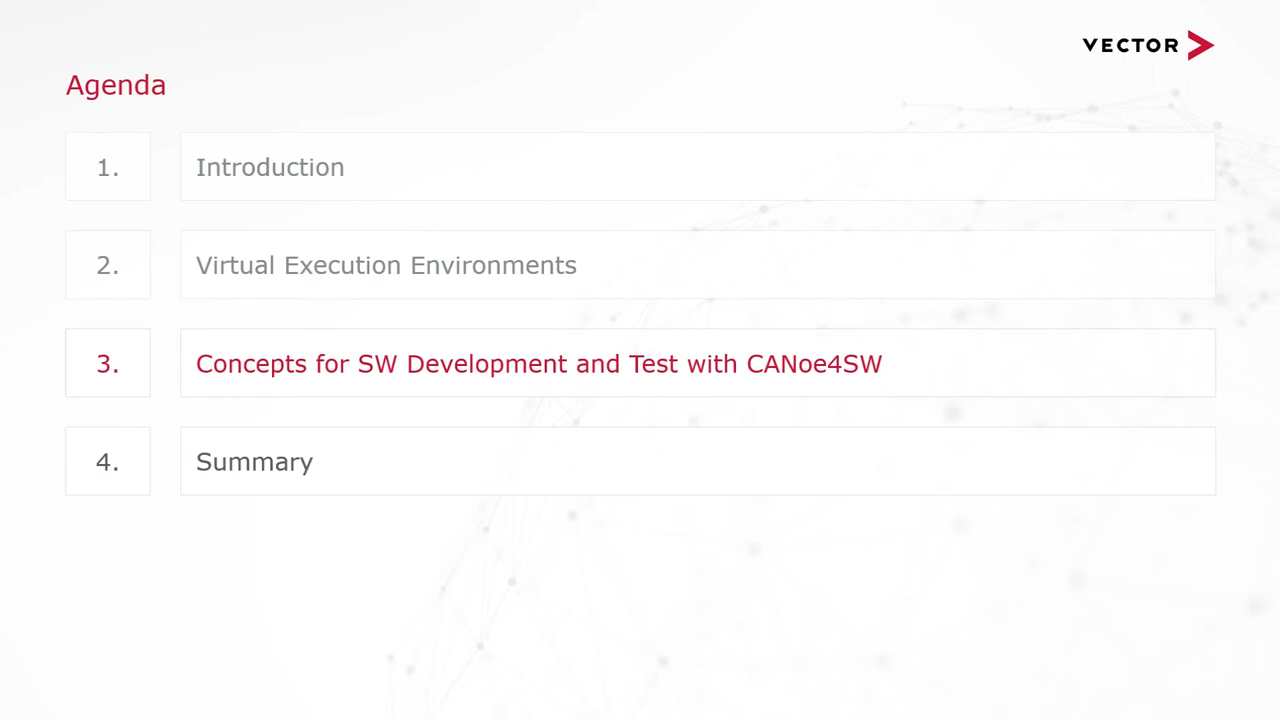 VECTOR
Agenda
1. Introduction
2. Virtual Execution Environments
3. Concepts for SW Development and Test with CANoe4SW
4. Summary